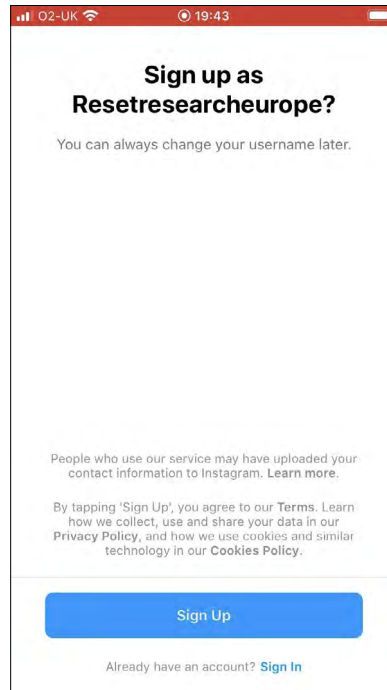 O2-UK 19:43
Sign up as
Resetresearcheurope?
You can always change your username later.
People who use our service may have uploaded your
contact information to Instagram. Learn more.
By tapping 'Sign Up', you agree to our Terms. Learn
how we collect, use and share your data in our
Privacy Policy, and how we use cookies and similar
technology in our Cookies Policy.
Sign Up
Already have an account? Sign In